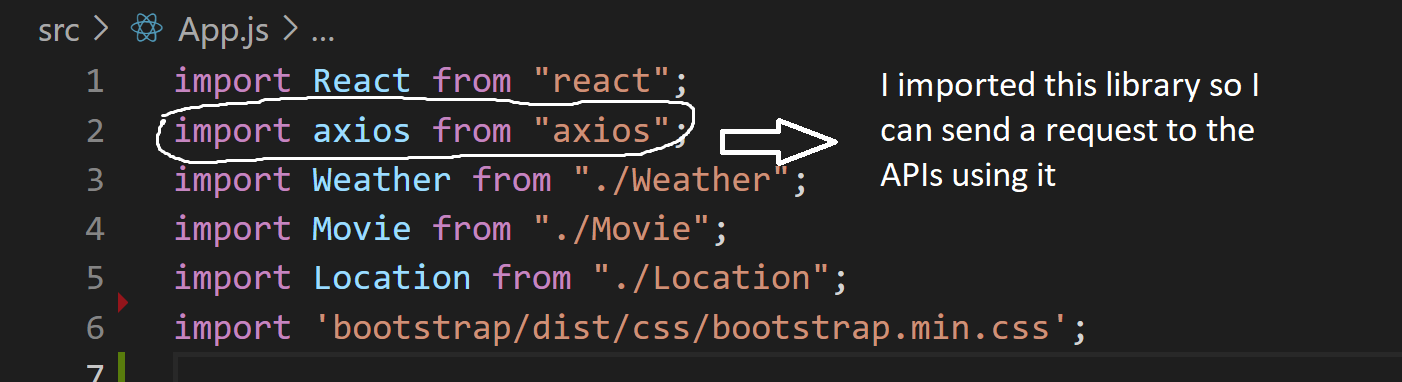 src > App.js > ...
1 import React from "react";
2 import axios from "axios";
I imported this library so I
can send a request to the
APIs using it
3 import Weather from "./Weather";
4 import Movie from "./Movie";
5 import Location from "./Location";
6 import 'bootstrap/dist/css/bootstrap.min.css';
7